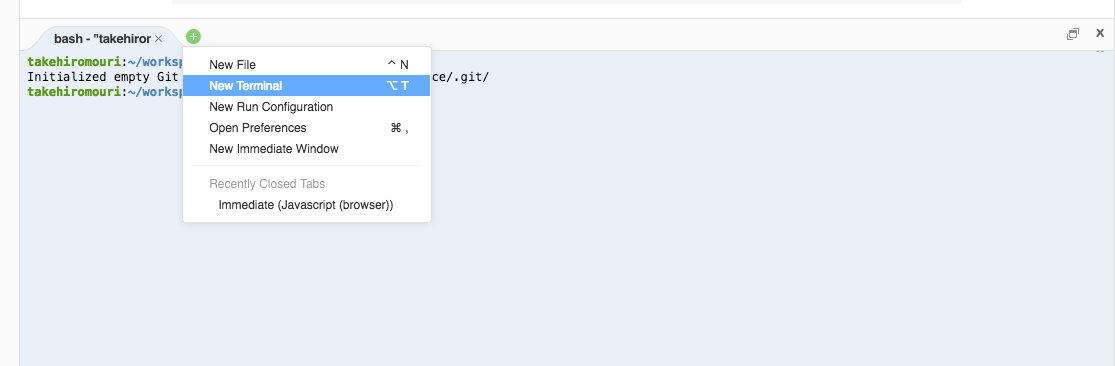 bash - "takehiror ×
takehiromouri:~/worksp
Initialized empty Git ce/.git/
takehiromouri:~/worksp
New File ^ N
New Terminal ⌥ T
New Run Configuration
Open Preferences ⌘ ,
New Immediate Window
Recently Closed Tabs
Immediate (Javascript (browser))